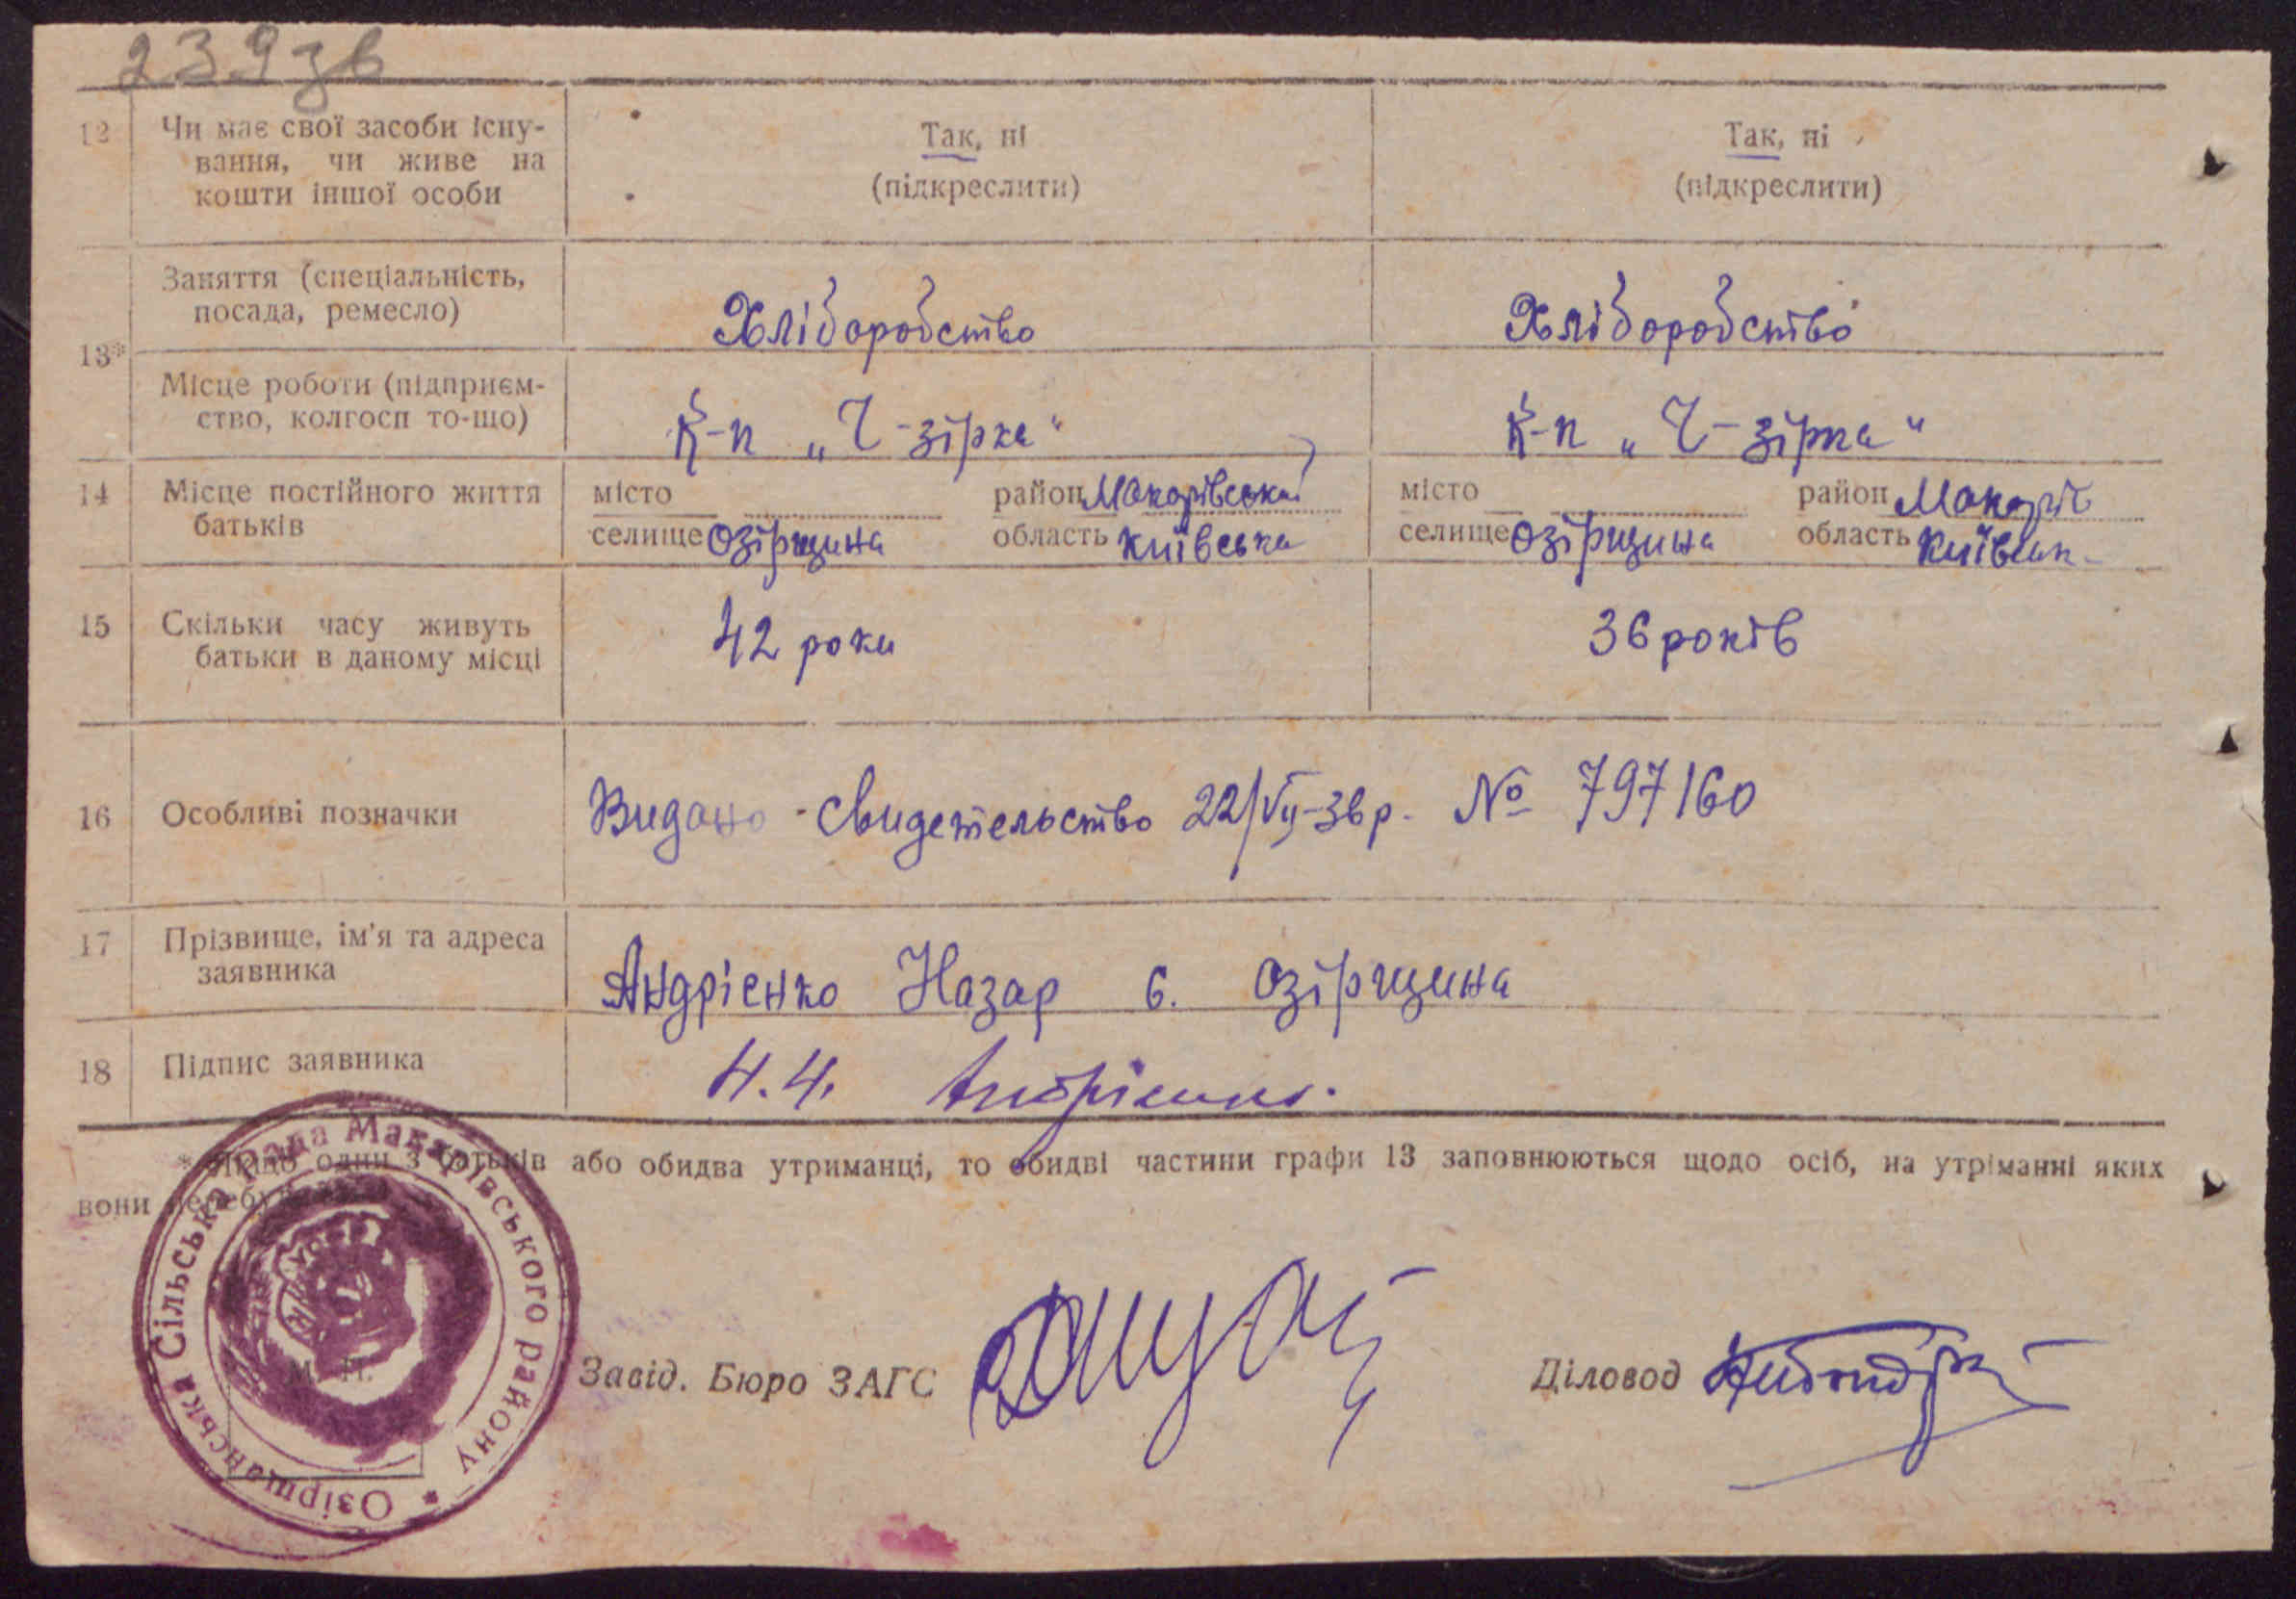 239зв
12 Чи має свої засоби існу-
вання, чи живе на
кошти іншої особи
Так, ні
(підкреслити)
Так, ні
(підкреслити)
13*
Заняття (спеціальність,
посада, ремесло)
Хліборобство
Хліборобство
Місце роботи (підприєм-
ство, колгосп то-що)
К-п „Ч-зірка"
К-п „Ч-зірка"
14 Місце постійного життя
батьків
місто район Макарівський
селище Озірщина область Київська
місто район Макарів
селище Озірщина область Київськ-
15 Скільки часу живуть
батьки в даному місці
42 роки
36 років
16 Особливі позначки
Видано свидетельство 22/VII-36р. № 797160
17 Прізвище, ім'я та адреса
заявника
Андрієнко Назар с. Озірщина
18 Підпис заявника
Андрієнко.
* Якщо один з батьків або обидва утриманці, то обидві частини графи 13 заповнюються щодо осіб, на утріманні яких
вони
Озірщанська Сільська Рада Макарівського району
М. П.
Завід. Бюро ЗАГС
Діловод